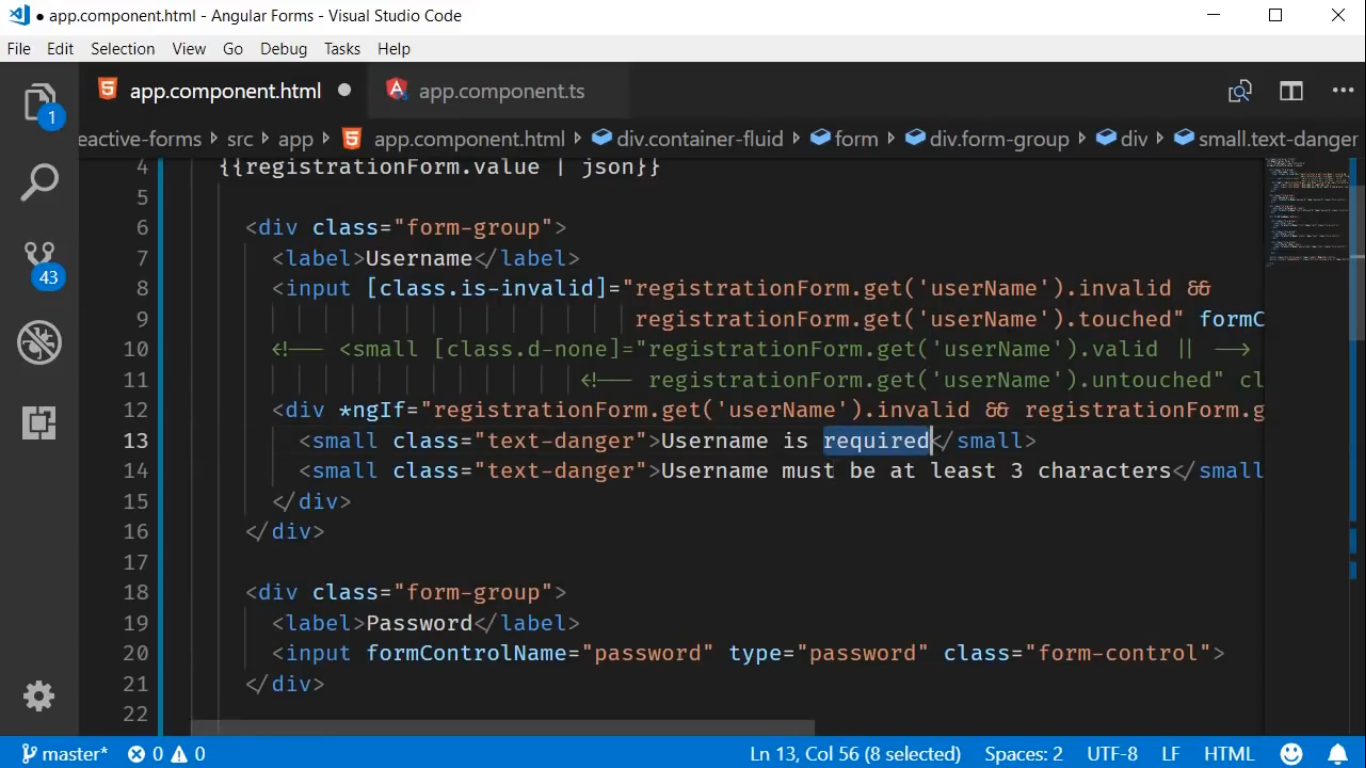 app.component.html - Angular Forms - Visual Studio Code
File Edit Selection View Go Debug Tasks Help
app.component.html app.component.ts
1
eactive-forms src app app.component.html div.container-fluid form div.form-group div small.text-danger
4 {{registrationForm.value | json}}
5
6 <div class="form-group">
7 <label>Username</label>
8 <input [class.is-invalid]="registrationForm.get('userName').invalid &&
9 registrationForm.get('userName').touched" formC
10 <!-- <small [class.d-none]="registrationForm.get('userName').valid || -->
11 <!-- registrationForm.get('userName').untouched" cl
12 <div *ngIf="registrationForm.get('userName').invalid && registrationForm.g
13 <small class="text-danger">Username is required</small>
14 <small class="text-danger">Username must be at least 3 characters</small
15 </div>
16 </div>
17
18 <div class="form-group">
19 <label>Password</label>
20 <input formControlName="password" type="password" class="form-control">
21 </div>
22
43
master* 0 0 Ln 13, Col 56 (8 selected) Spaces: 2 UTF-8 LF HTML